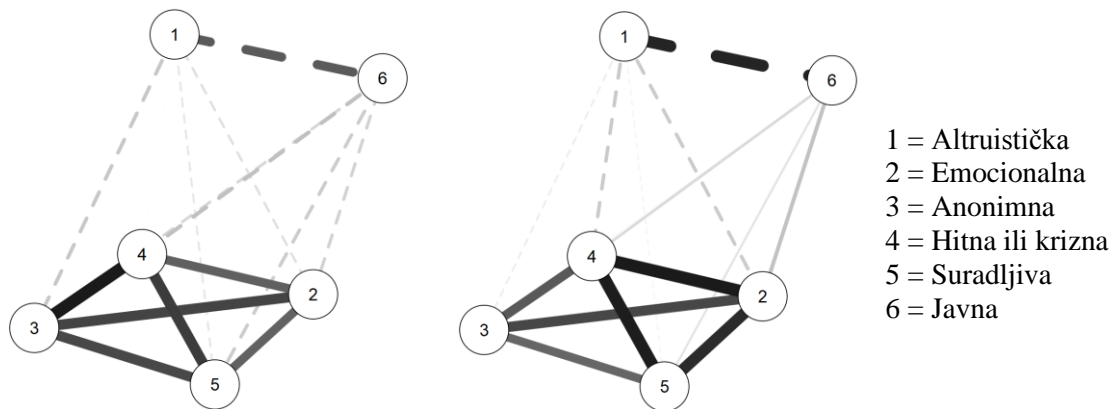 1
6
4
2
3
5
1
6
4
2
3
5
1 = Altruistička
2 = Emocionalna
3 = Anonimna
4 = Hitna ili krizna
5 = Suradljiva
6 = Javna